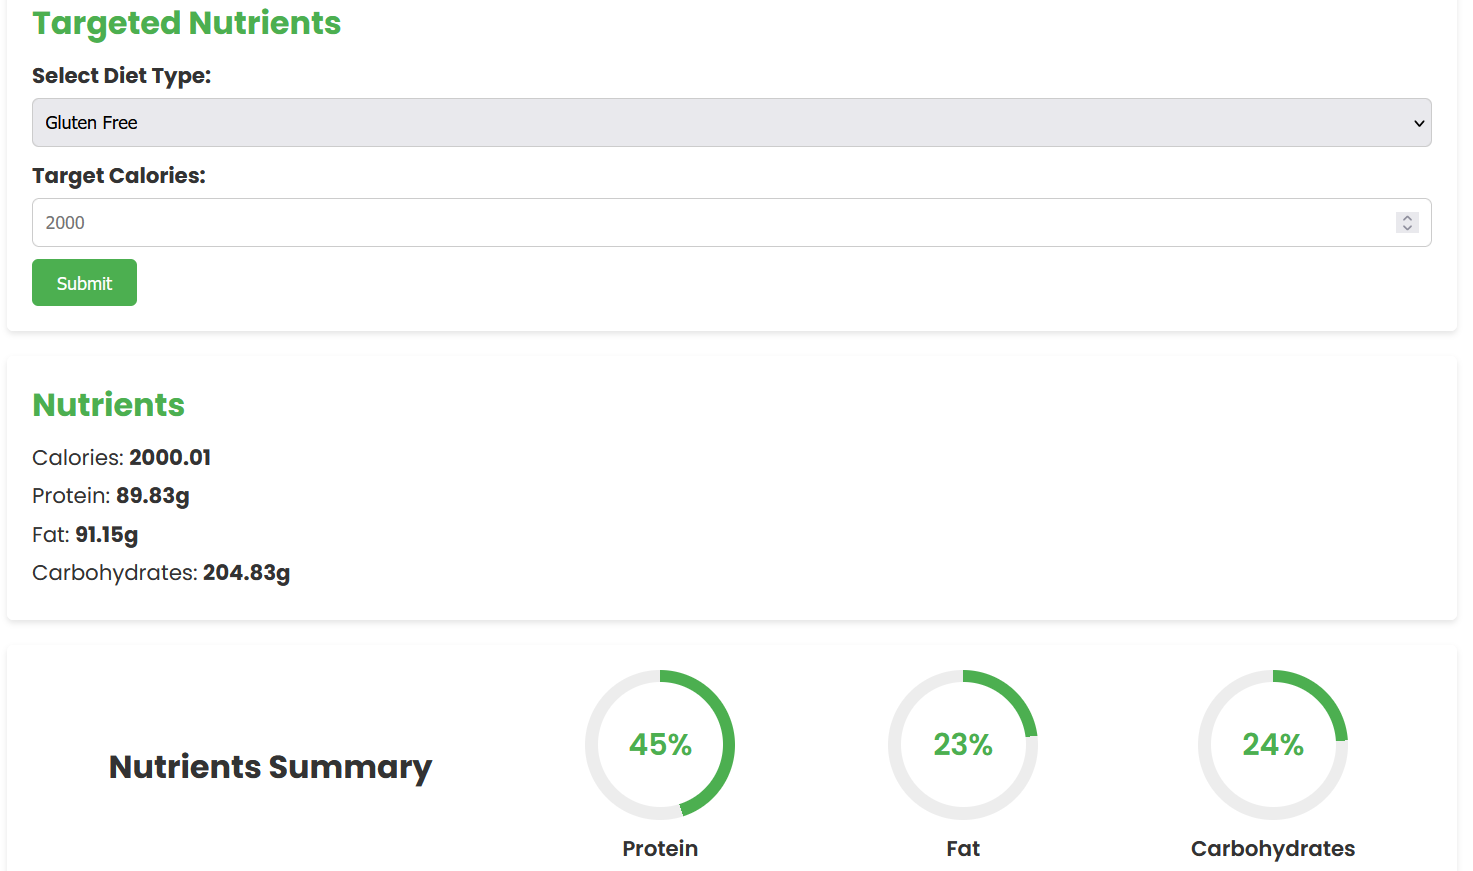 Targeted Nutrients
Select Diet Type:
Gluten Free
Target Calories:
2000
Submit
Nutrients
Calories: 2000.01
Protein: 89.83g
Fat: 91.15g
Carbohydrates: 204.83g
Nutrients Summary
45%
Protein
23%
Fat
24%
Carbohydrates